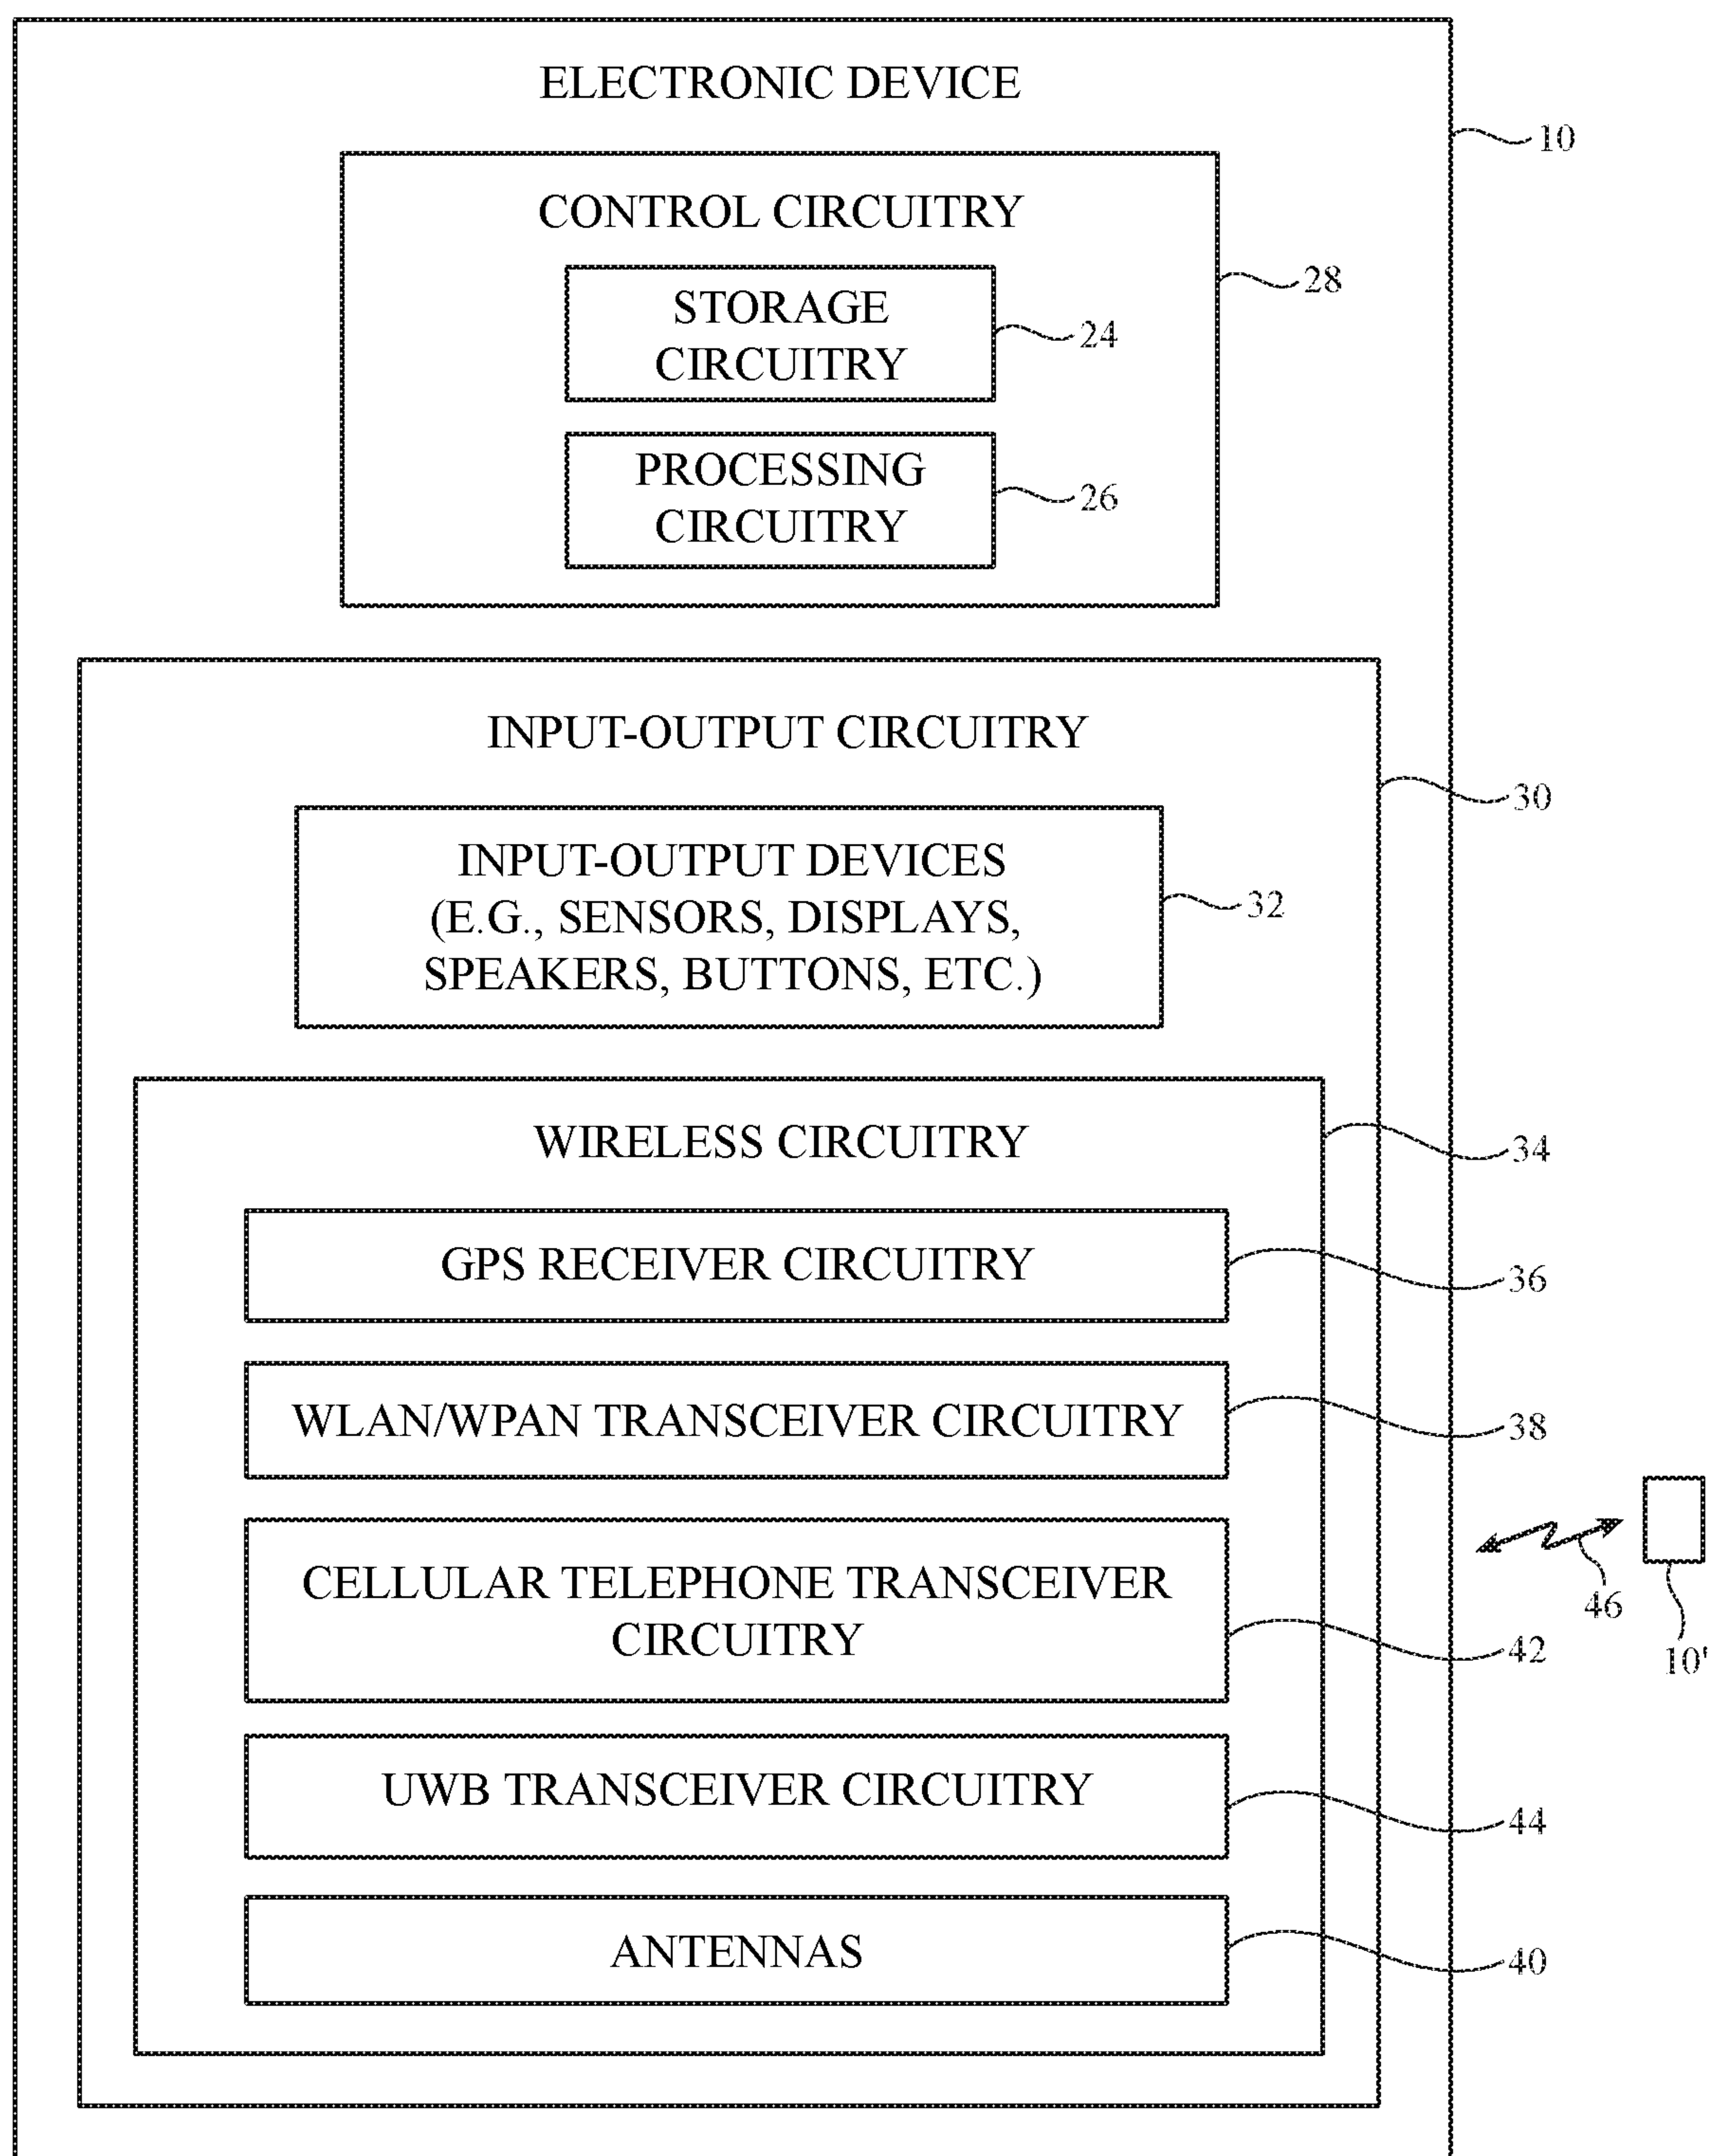 ELECTRONIC DEVICE
10
CONTROL CIRCUITRY
28
STORAGE
CIRCUITRY
24
PROCESSING
CIRCUITRY
26
INPUT-OUTPUT CIRCUITRY
30
INPUT-OUTPUT DEVICES
(E.G., SENSORS, DISPLAYS,
SPEAKERS, BUTTONS, ETC.)
32
WIRELESS CIRCUITRY
34
GPS RECEIVER CIRCUITRY
36
WLAN/WPAN TRANSCEIVER CIRCUITRY
38
CELLULAR TELEPHONE TRANSCEIVER
CIRCUITRY
42
46
10'
UWB TRANSCEIVER CIRCUITRY
44
ANTENNAS
40